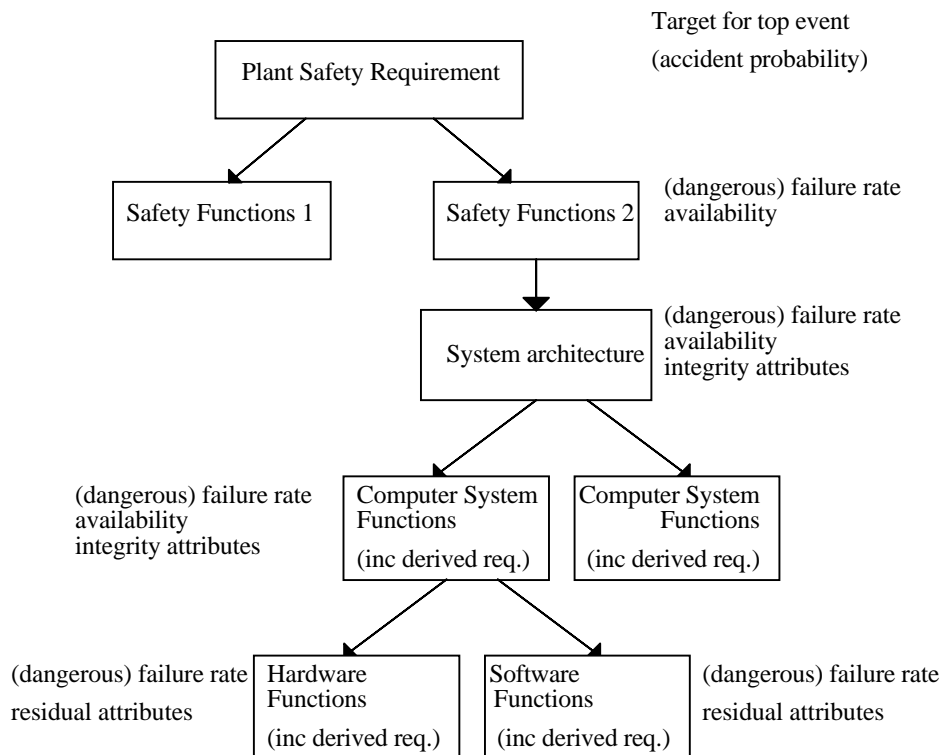 Target for top event
(accident probability)
Plant Safety Requirement
Safety Functions 1
Safety Functions 2
(dangerous) failure rate
availability
System architecture
(dangerous) failure rate
availability
integrity attributes
(dangerous) failure rate
availability
integrity attributes
Computer System
Functions
(inc derived req.)
Computer System
Functions
(inc derived req.)
(dangerous) failure rate
residual attributes
Hardware
Functions
(inc derived req.)
Software
Functions
(inc derived req.)
(dangerous) failure rate
residual attributes